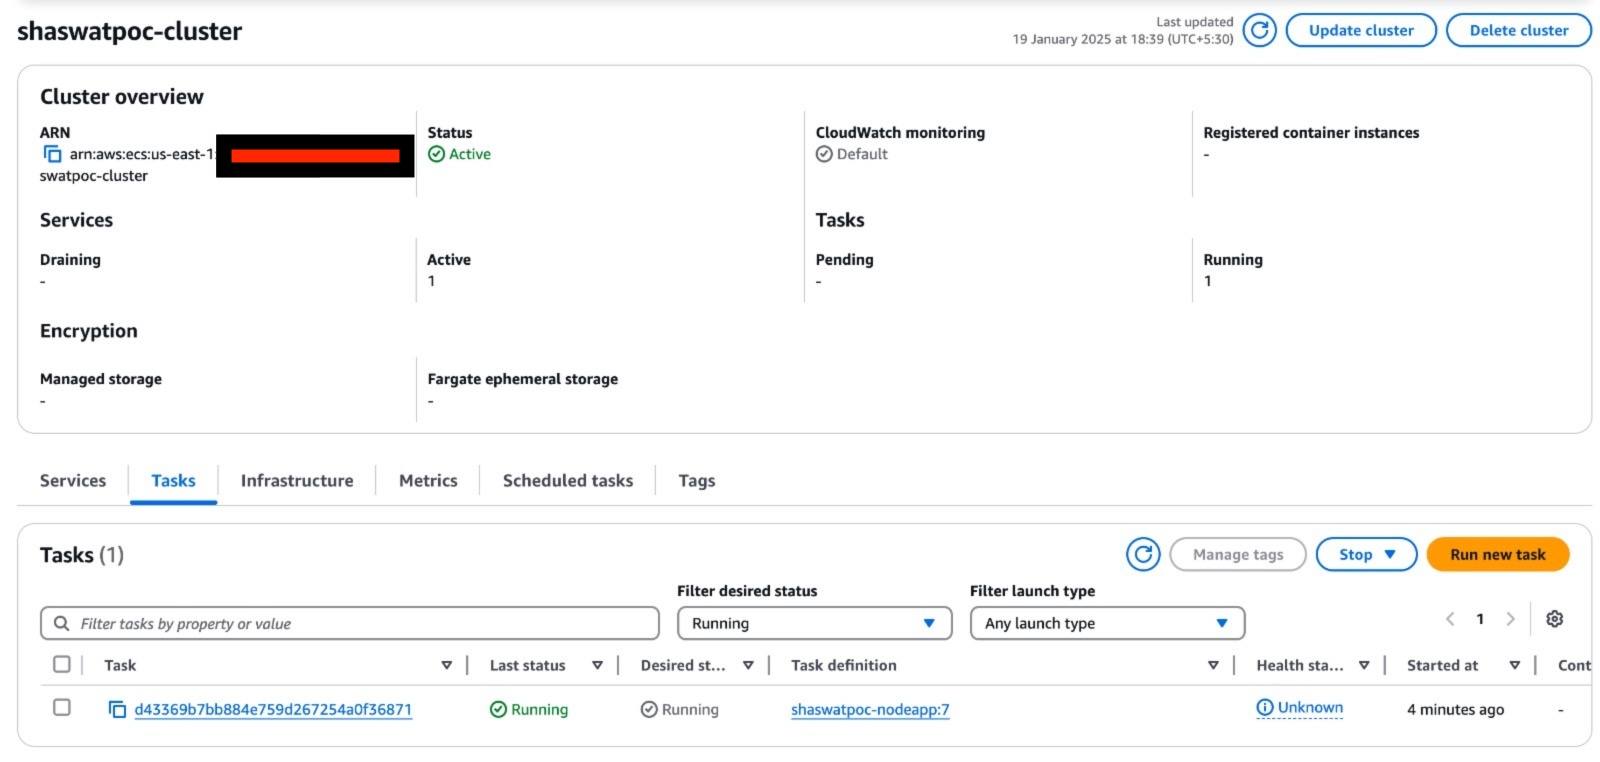 shaswatpoc-cluster
Last updated
19 January 2025 at 18:39 (UTC+5:30)
Update cluster
Delete cluster
Cluster overview
ARN
arn:aws:ecs:us-east-1:
swatpoc-cluster
Status
Active
CloudWatch monitoring
Default
Registered container instances
-
Services
Tasks
Draining
-
Active
1
Pending
-
Running
1
Encryption
Managed storage
-
Fargate ephemeral storage
-
Services
Tasks
Infrastructure
Metrics
Scheduled tasks
Tags
Tasks (1)
Manage tags
Stop
Run new task
Filter desired status
Filter launch type
Filter tasks by property or value
Running
Any launch type
1
Task
Last status
Desired st...
Task definition
Health sta...
Started at
Cont
d43369b7bb884e759d267254a0f36871
Running
Running
shaswatpoc-nodeapp:7
Unknown
4 minutes ago
-